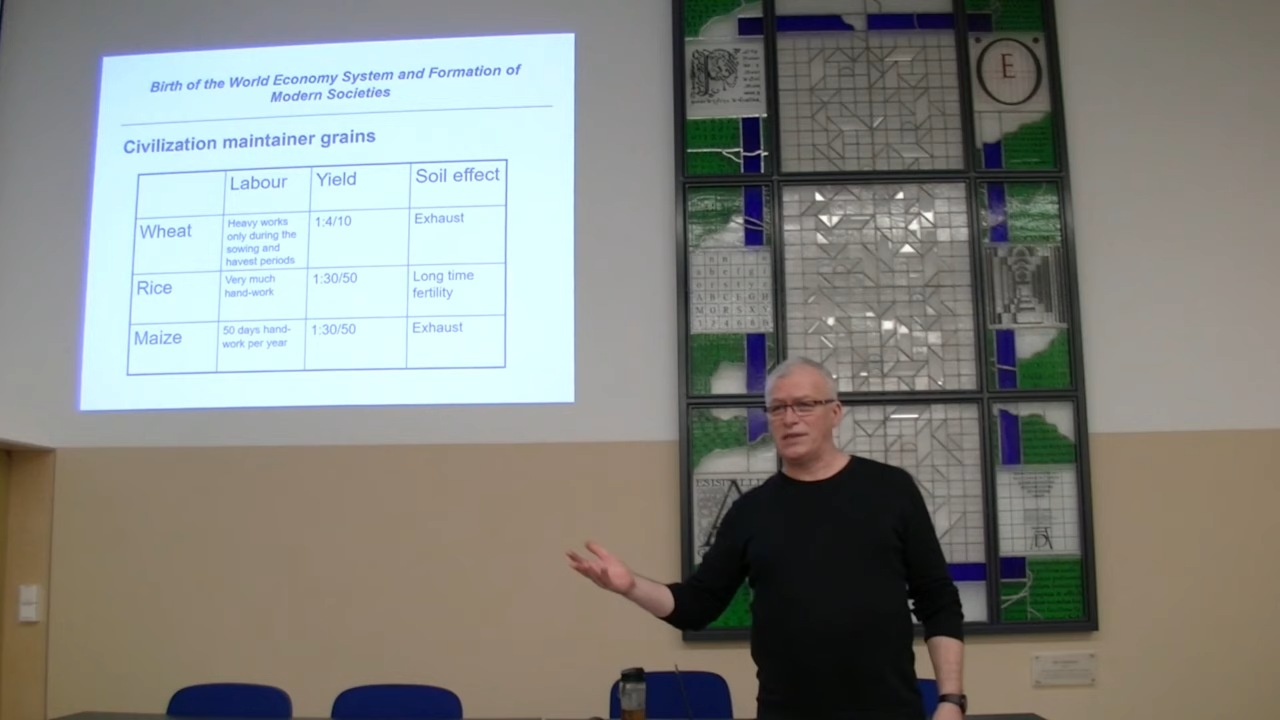 Birth of the World Economy System and Formation of
Modern Societies
Civilization maintainer grains
Labour Yield Soil effect
Wheat
Heavy works
only during the
sowing and
havest periods
1:4/10
Exhaust
Rice
Very much
hand-work
1:30/50
Long time
fertility
Maize
50 days hand-
work per year
1:30/50
Exhaust
P
E
O
A B C E G H
M O R S X Y
A